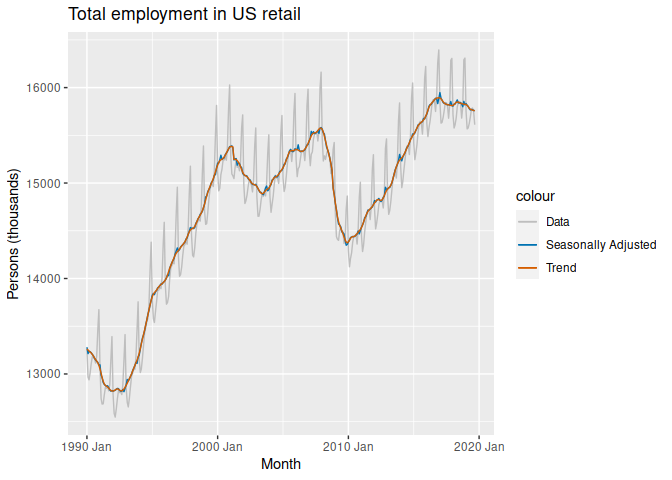 Total employment in US retail
Persons (thousands)
16000
15000
14000
13000
1990 Jan 2000 Jan 2010 Jan 2020 Jan
Month
colour
Data
Seasonally Adjusted
Trend